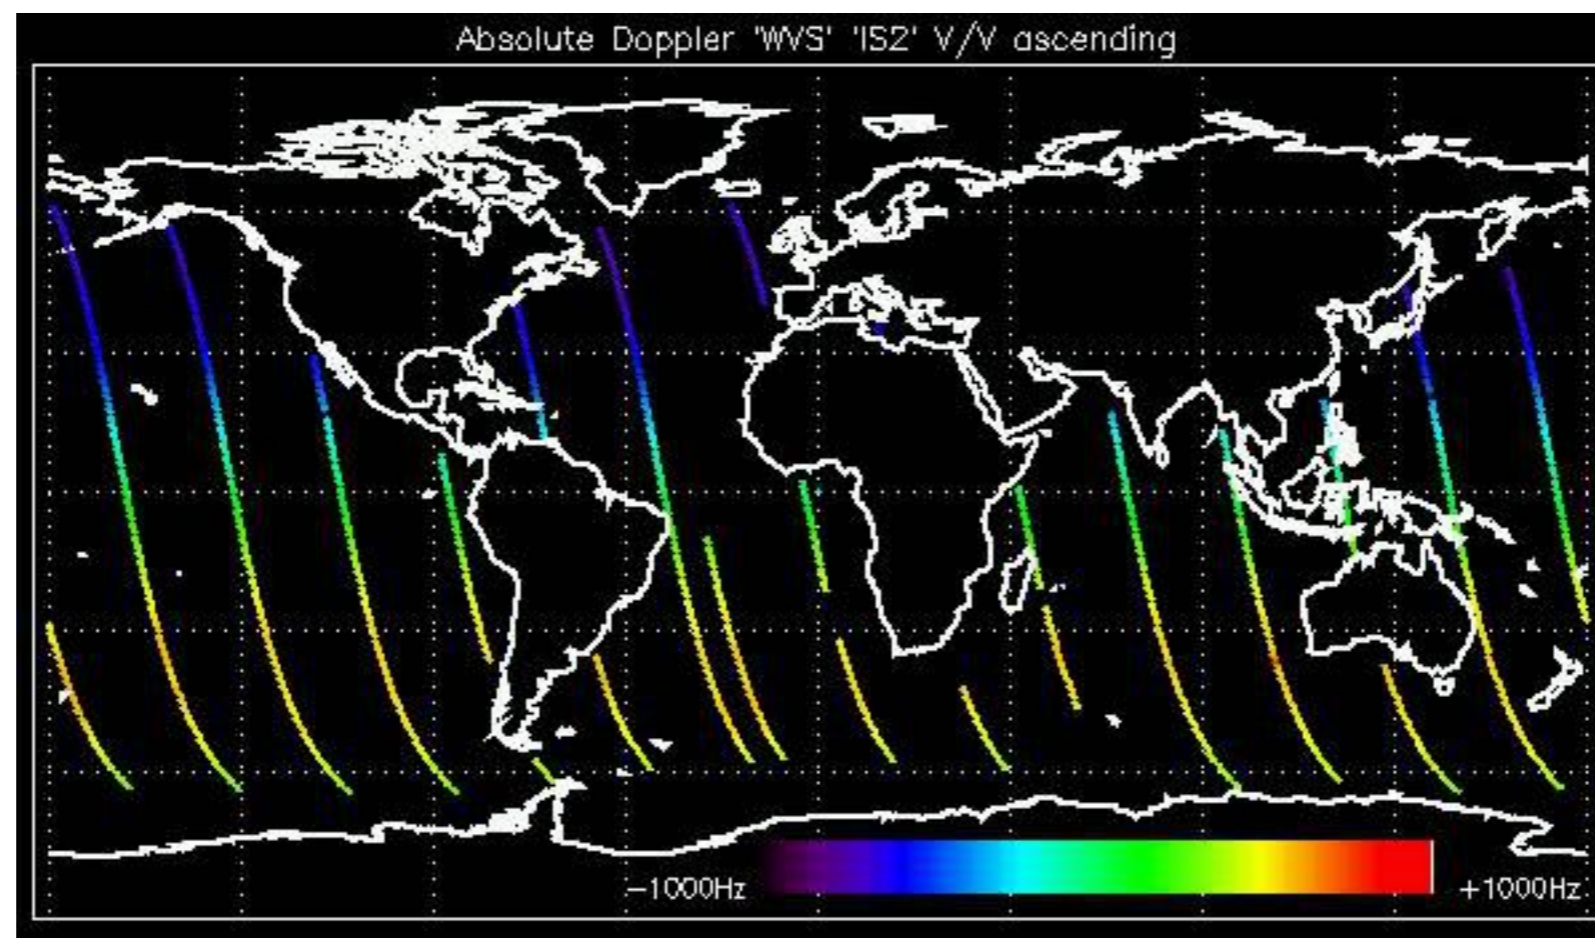 Absolute Doppler 'WVS' 'IS2' V/V ascending
−1000Hz +1000Hz